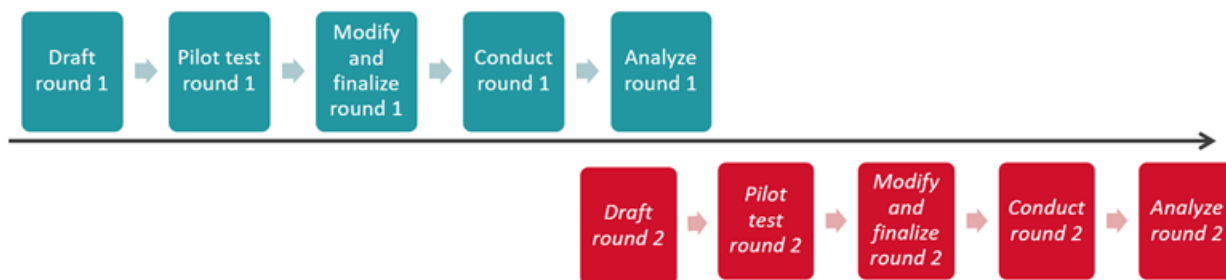 Draft
round 1
Pilot test
round 1
Modify
and
finalize
round 1
Conduct
round 1
Analyze
round 1
Draft
round 2
Pilot
test
round 2
Modify
and
finalize
round 2
Conduct
round 2
Analyze
round 2